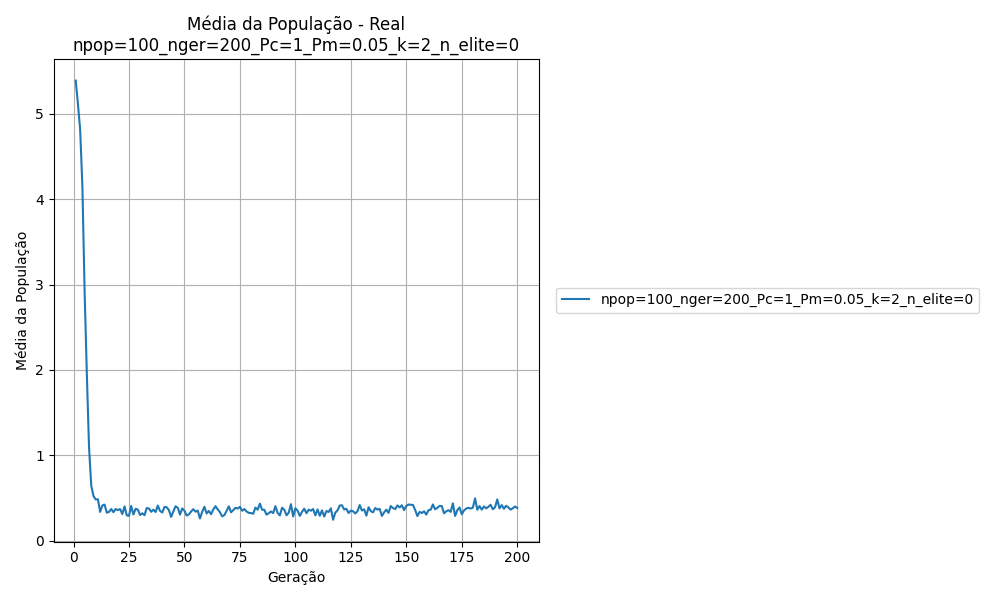 Média da População - Real
npop=100_nger=200_Pc=1_Pm=0.05_k=2_n_elite=0
5
4
3
2
1
0
Média da População
0 25 50 75 100 125 150 175 200
Geração
npop=100_nger=200_Pc=1_Pm=0.05_k=2_n_elite=0